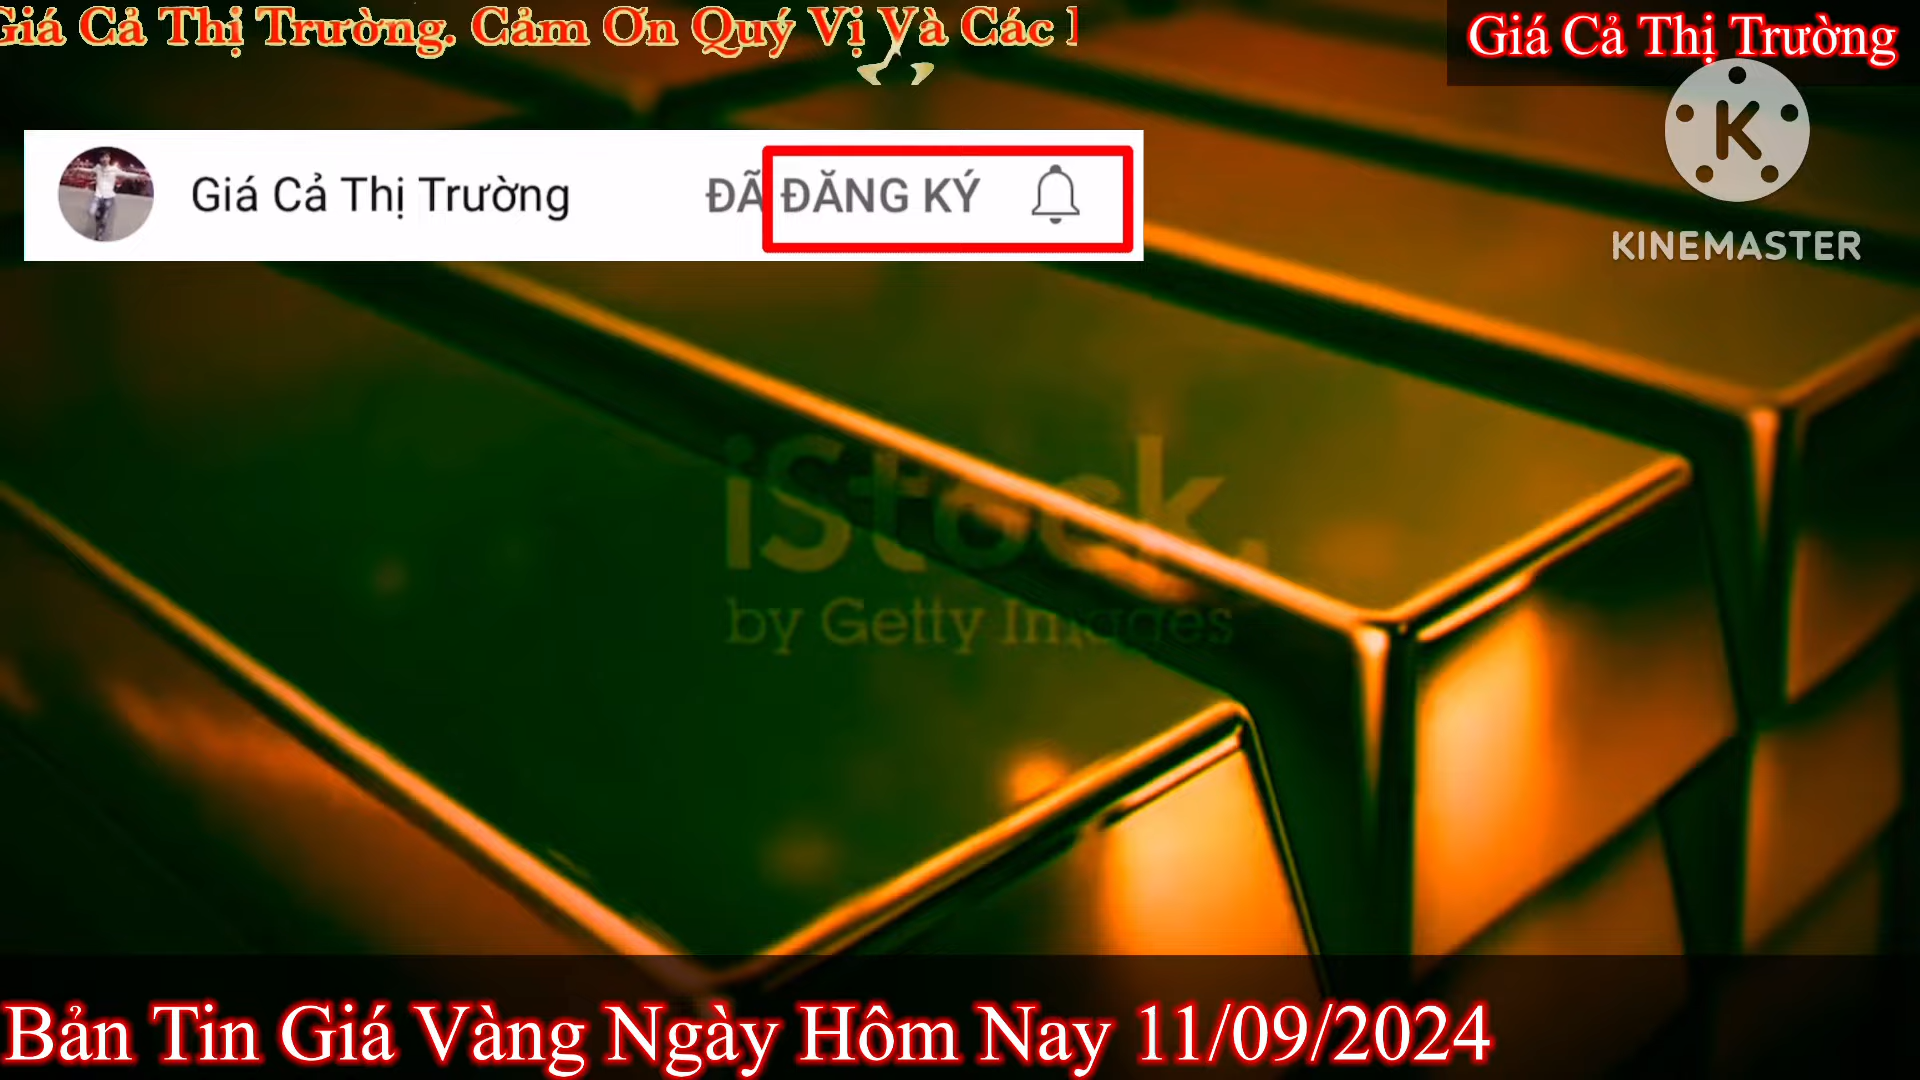 Giá Cả Thị Trường. Cảm Ơn Quý Vị Và Các
Giá Cả Thị Trường
K
KINEMASTER
Giá Cả Thị Trường ĐÃ ĐĂNG KÝ
iStock.
by Getty Images
Bản Tin Giá Vàng Ngày Hôm Nay 11/09/2024